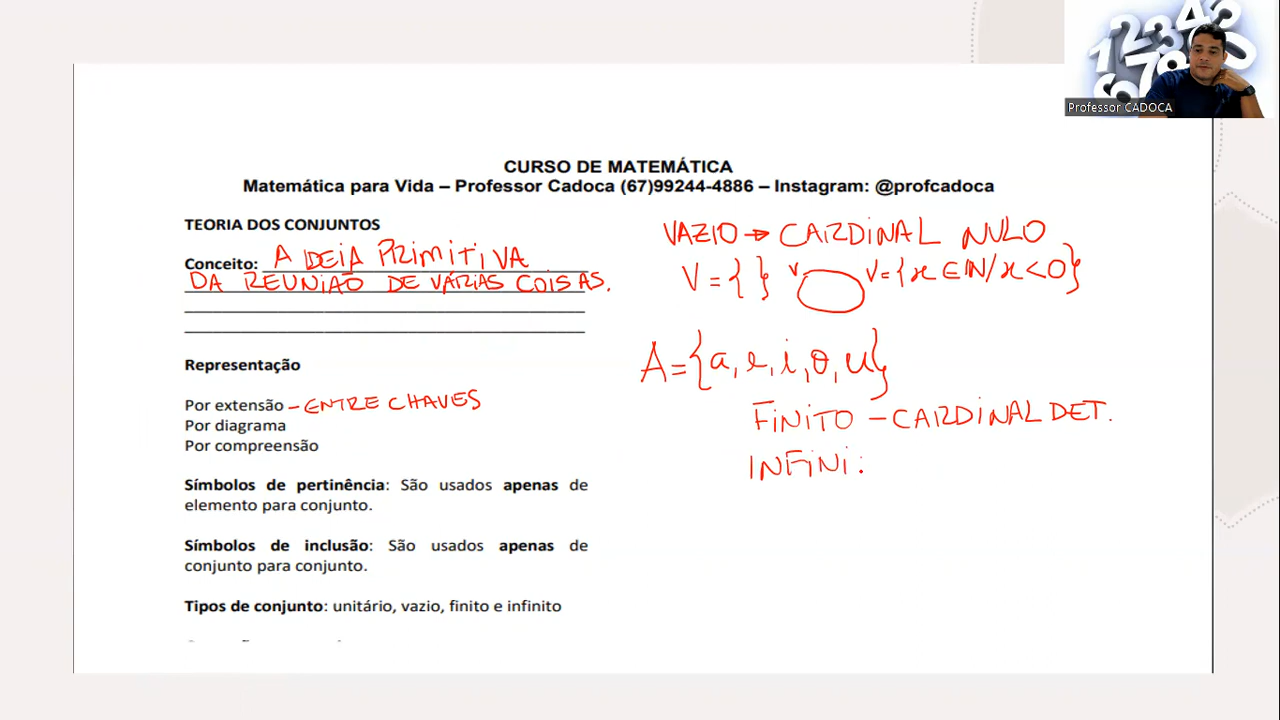 Professor CADOCA
CURSO DE MATEMÁTICA
Matemática para Vida – Professor Cadoca (67)99244-4886 – Instagram: @profcadoca
TEORIA DOS CONJUNTOS
Conceito: A IDEIA PRIMITIVA
DA REUNIÃO DE VÁRIAS COISAS.
Representação
Por extensão – ENTRE CHAVES
Por diagrama
Por compreensão
Símbolos de pertinência: São usados apenas de
elemento para conjunto.
Símbolos de inclusão: São usados apenas de
conjunto para conjunto.
Tipos de conjunto: unitário, vazio, finito e infinito
VAZIO → CARDINAL NULO
V = { } V V = {x ∈ IN / x < 0}
A = {a, e, i, o, u}
FINITO – CARDINAL DET.
INFINI: